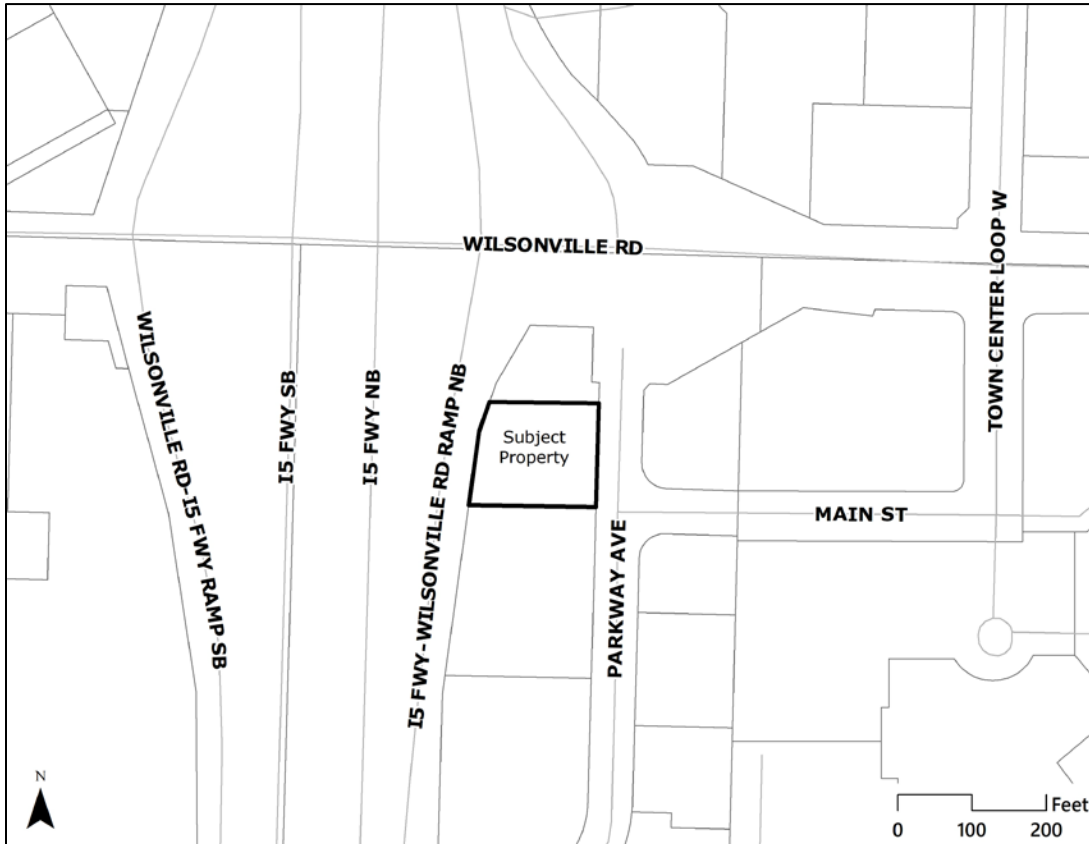 WILSONVILLE RD
TOWN CENTER LOOP W
WILSONVILLE RD-I5 FWY RAMP SB
I5 FWY SB
I5 FWY NB
I5 FWY-WILSONVILLE RD RAMP NB
Subject
Property
MAIN ST
PARKWAY AVE
N
Feet
0 100 200